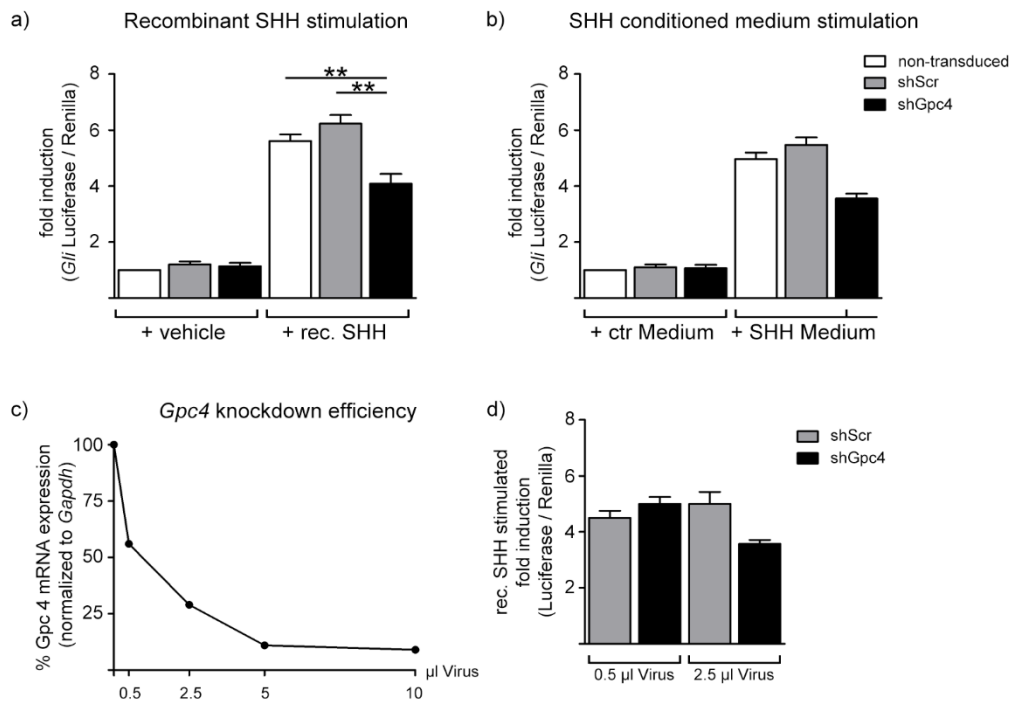 a)
Recombinant SHH stimulation
fold induction
(Gli Luciferase / Renilla)
8
6
4
2
**
**
+ vehicle
+ rec. SHH
b)
SHH conditioned medium stimulation
non-transduced
shScr
shGpc4
fold induction
(Gli Luciferase / Renilla)
8
6
4
2
+ ctr Medium
+ SHH Medium
c)
Gpc4 knockdown efficiency
% Gpc 4 mRNA expression
(normalized to Gapdh)
100
75
50
25
0.5
2.5
5
10
µl Virus
d)
shScr
shGpc4
rec. SHH stimulated
fold induction
(Luciferase / Renilla)
8
6
4
2
0.5 µl Virus
2.5 µl Virus